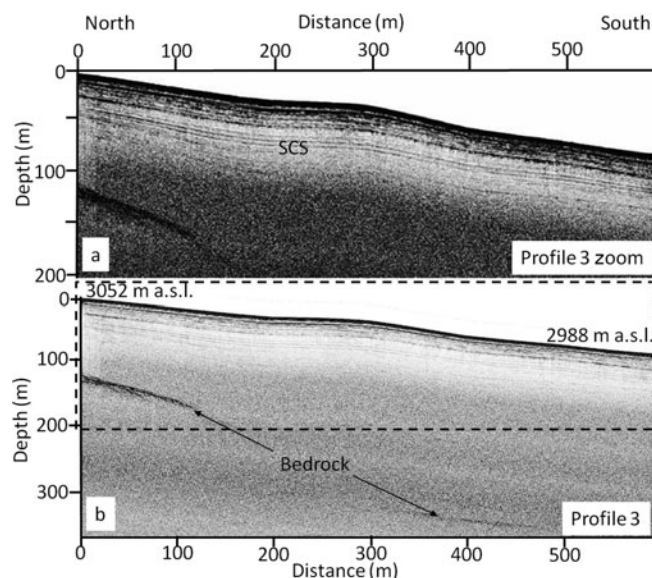 North Distance (m) South
0 100 200 300 400 500
0
100
200
Depth (m)
SCS
a
Profile 3 zoom
3052 m a.s.l.
2988 m a.s.l.
0
100
200
300
Depth (m)
Bedrock
b
Profile 3
0 100 200 300 400 500
Distance (m)